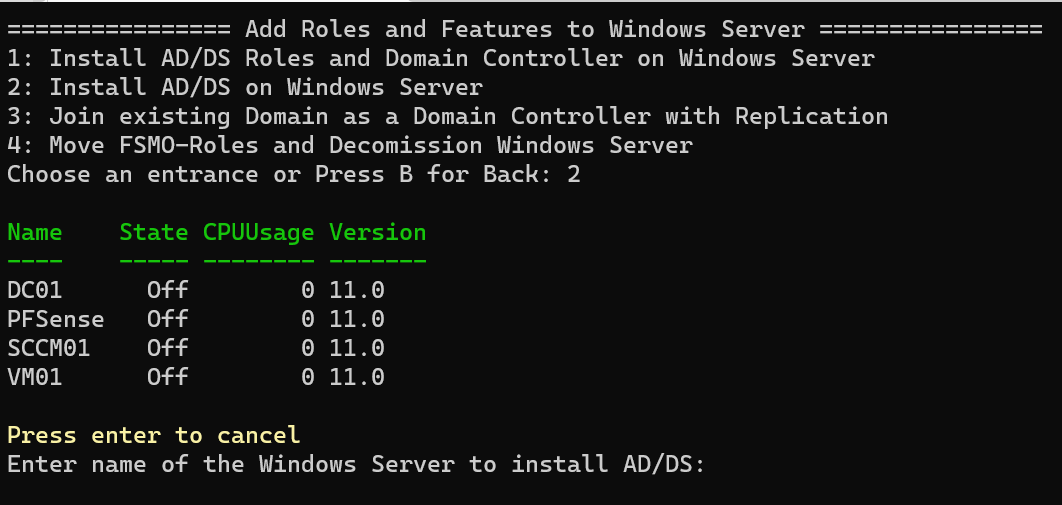 ================ Add Roles and Features to Windows Server ================
1: Install AD/DS Roles and Domain Controller on Windows Server
2: Install AD/DS on Windows Server
3: Join existing Domain as a Domain Controller with Replication
4: Move FSMO-Roles and Decomission Windows Server
Choose an entrance or Press B for Back: 2
Name    State CPUUsage Version
----    ----- -------- -------
DC01      Off        0 11.0
PFSense   Off        0 11.0
SCCM01    Off        0 11.0
VM01      Off        0 11.0
Press enter to cancel
Enter name of the Windows Server to install AD/DS: